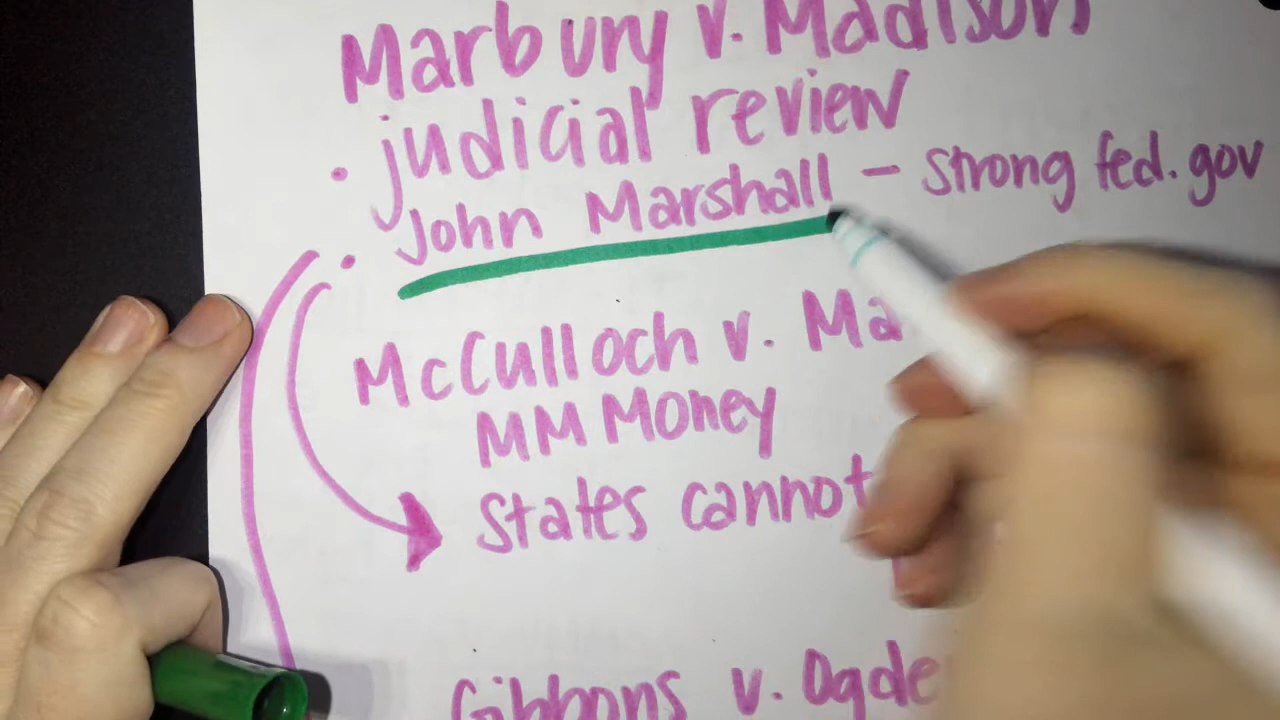 Marbury v. Madison
• judicial review
• John Marshall - strong fed. gov
McCulloch v. Ma
MM Money
States cannot
Gibbons v. Ogde